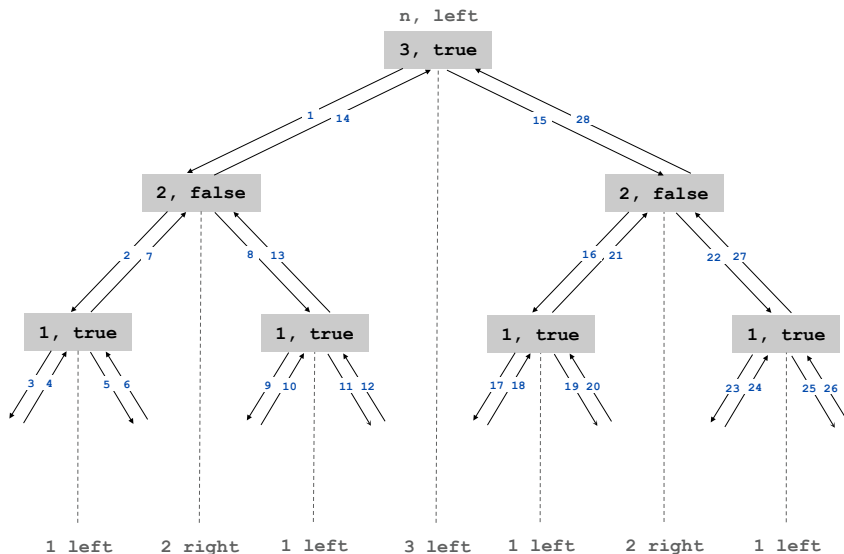 n, left
3, true
1 14 15 28
2, false 2, false
2 7 8 13 16 21 22 27
1, true 1, true 1, true 1, true
3 4 5 6 9 10 11 12 17 18 19 20 23 24 25 26
1 left 2 right 1 left 3 left 1 left 2 right 1 left